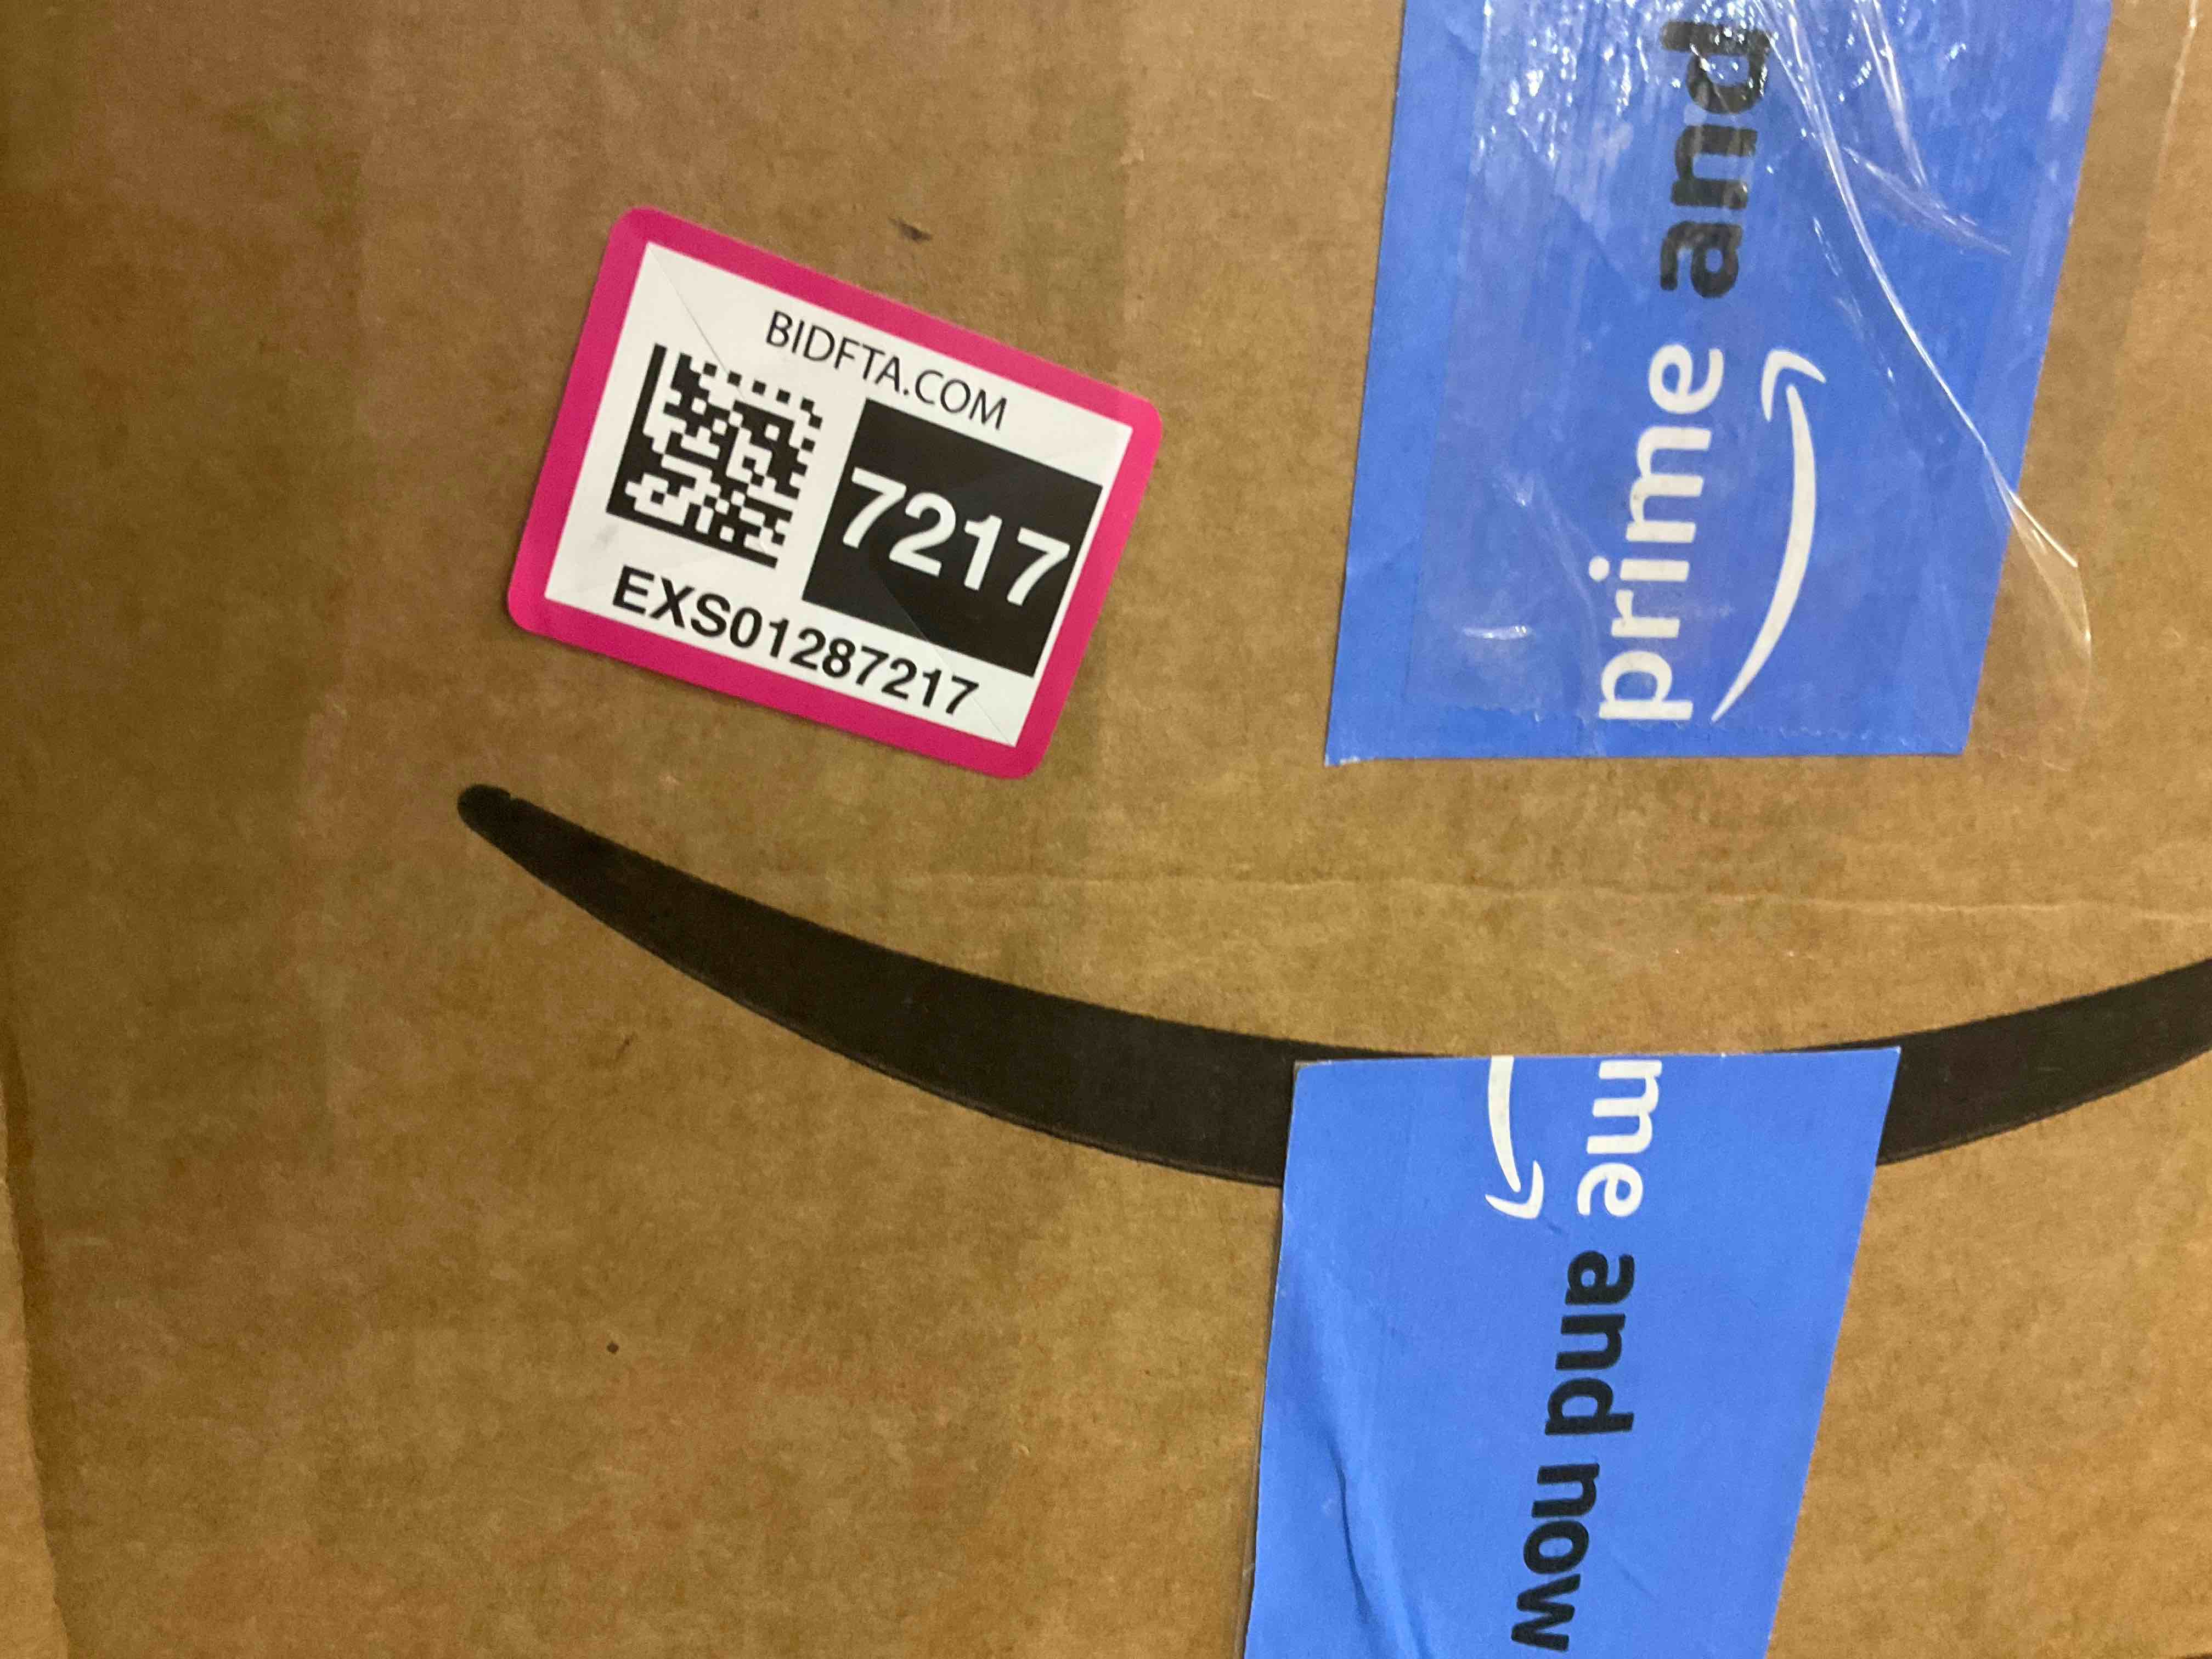 BIDFTA.COM
7217
EXS01287217
prime and
me and now